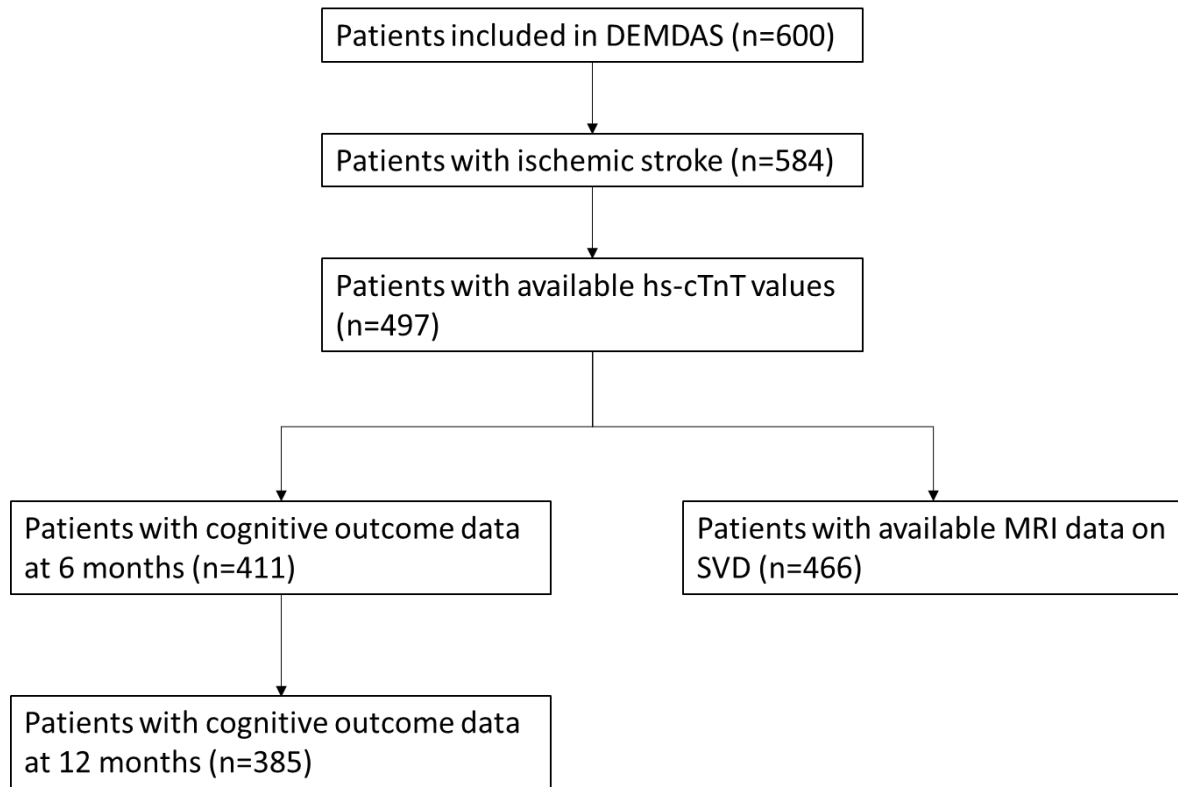 Patients included in DEMDAS (n=600)
Patients with ischemic stroke (n=584)
Patients with available hs-cTnT values
(n=497)
Patients with cognitive outcome data
at 6 months (n=411)
Patients with available MRI data on
SVD (n=466)
Patients with cognitive outcome data
at 12 months (n=385)